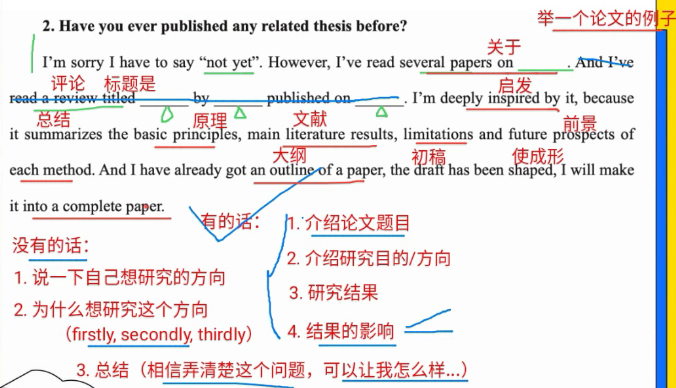 举一个论文的例子
2. Have you ever published any related thesis before?
关于
I'm sorry I have to say “not yet”. However, I've read several papers on ______. And I've
评论 标题是 启发
read a review titled ______ by ______ published on ______. I'm deeply inspired by it, because
总结 原理 文献 前景
it summarizes the basic principles, main literature results, limitations and future prospects of
大纲 初稿 使成形
each method. And I have already got an outline of a paper, the draft has been shaped, I will make
it into a complete paper.
有的话： 1. 介绍论文题目
没有的话：
2. 介绍研究目的/方向
1. 说一下自己想研究的方向
3. 研究结果
2. 为什么想研究这个方向
（firstly, secondly, thirdly）
4. 结果的影响
3. 总结（相信弄清楚这个问题，可以让我怎么样...）